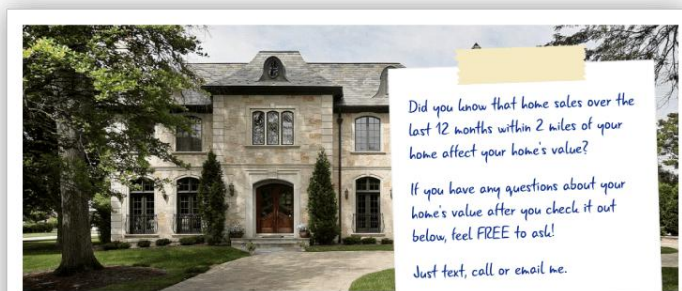 Did you know that home sales over the
last 12 months within 2 miles of your
home affect your home's value?
If you have any questions about your
home's value after you check it out
below, feel FREE to ask!
Just text, call or email me.